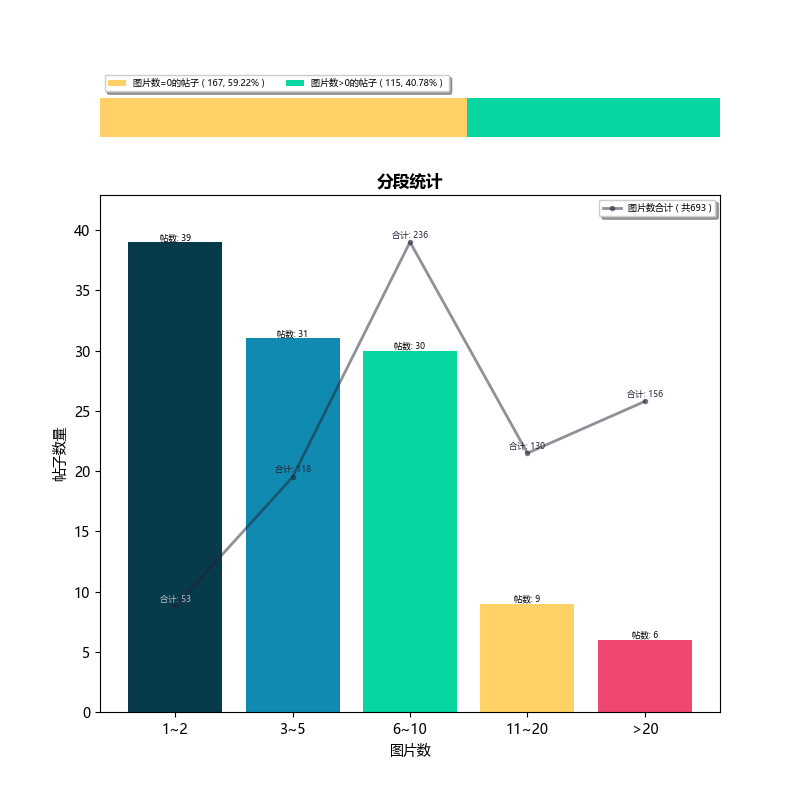 图片数=0的帖子 ( 167, 59.22% ) 图片数>0的帖子 ( 115, 40.78% )
分段统计
图片数合计 ( 共693 )
40
35
30
25
20
15
10
5
0
帖子数量
帖数: 39
帖数: 31
帖数: 30
帖数: 9
帖数: 6
合计: 53
合计: 118
合计: 236
合计: 130
合计: 156
1~2 3~5 6~10 11~20 >20
图片数